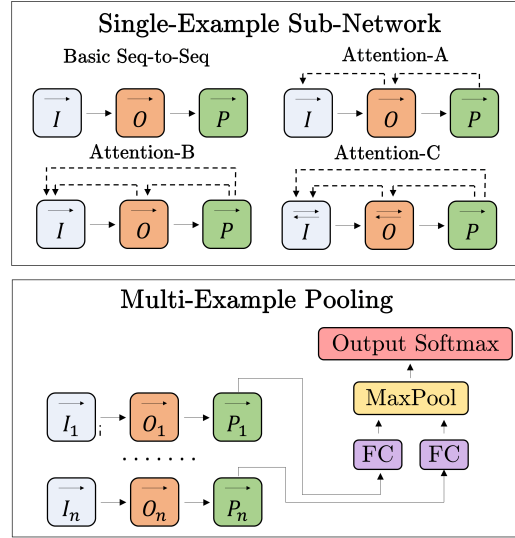 Single-Example Sub-Network
Basic Seq-to-Seq
Attention-A
I O P
I O P
Attention-B
Attention-C
I O P
I O P
Multi-Example Pooling
Output Softmax
MaxPool
I₁ O₁ P₁
FC FC
. . . . . . .
Iₙ Oₙ Pₙ